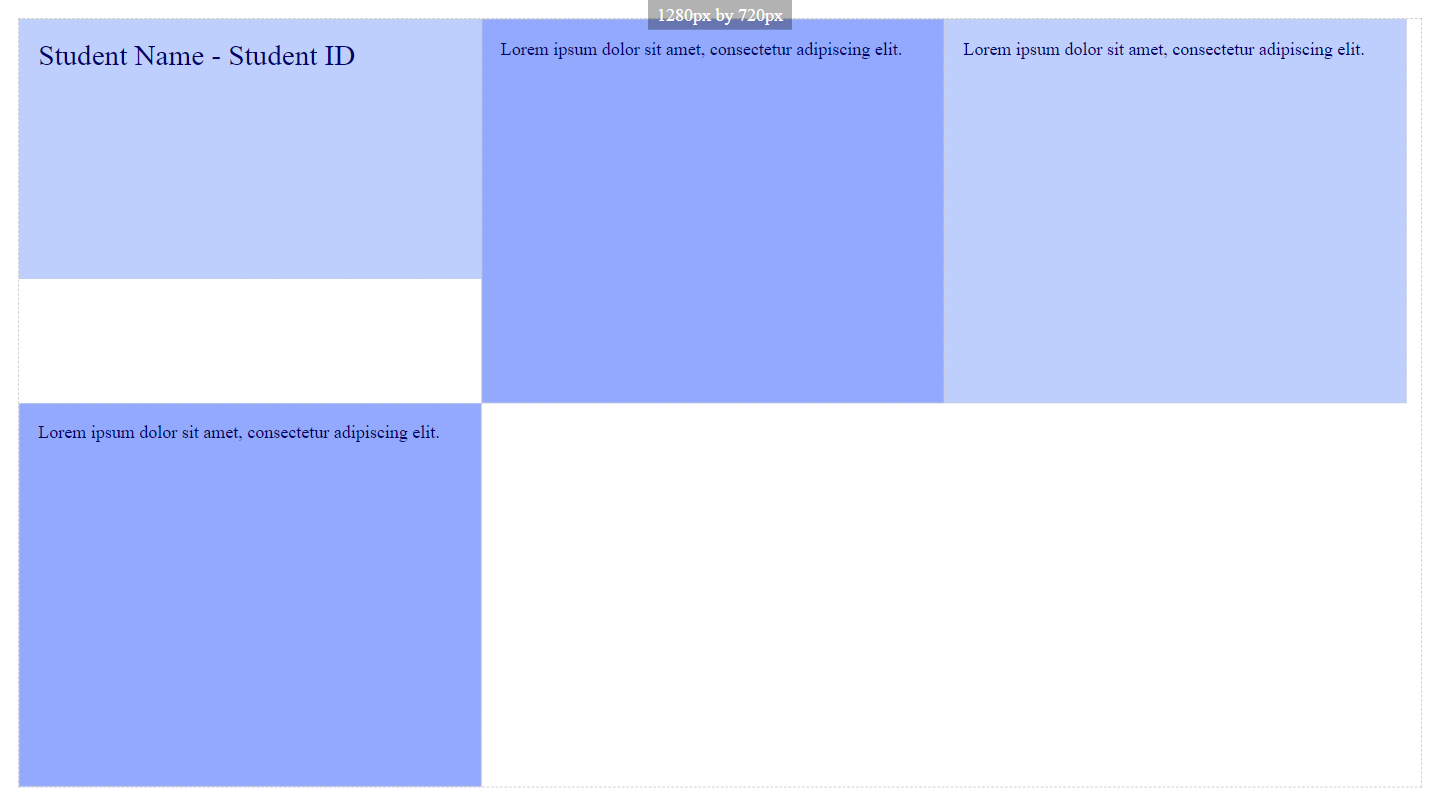 1280px by 720px
Student Name - Student ID
Lorem ipsum dolor sit amet, consectetur adipiscing elit.
Lorem ipsum dolor sit amet, consectetur adipiscing elit.
Lorem ipsum dolor sit amet, consectetur adipiscing elit.